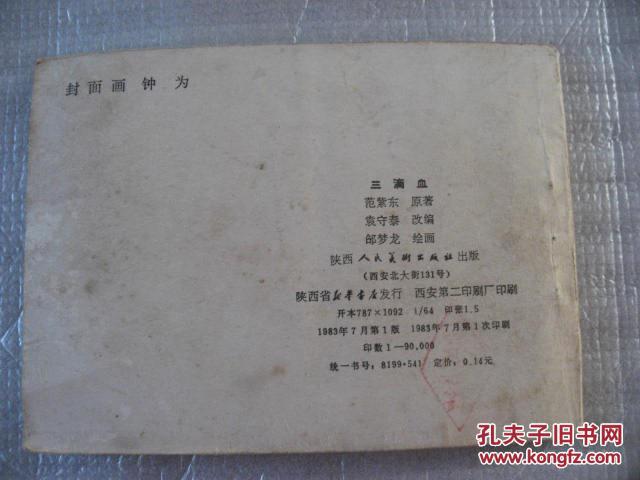 封面画 钟 为
三滴血
范紫东 原著
袁守泰 改编
邰梦龙 绘画
陕西人民美術出版社出版
(西安北大街131号)
陕西省新华書店发行 西安第二印刷厂印刷
开本787×1092 1/64 印张1.5
1983年7月第1版 1983年7月第1次印刷
印数1—90,000
统一书号:8199·541 定价:0.14元
孔夫子旧书网
www.kongfz.com